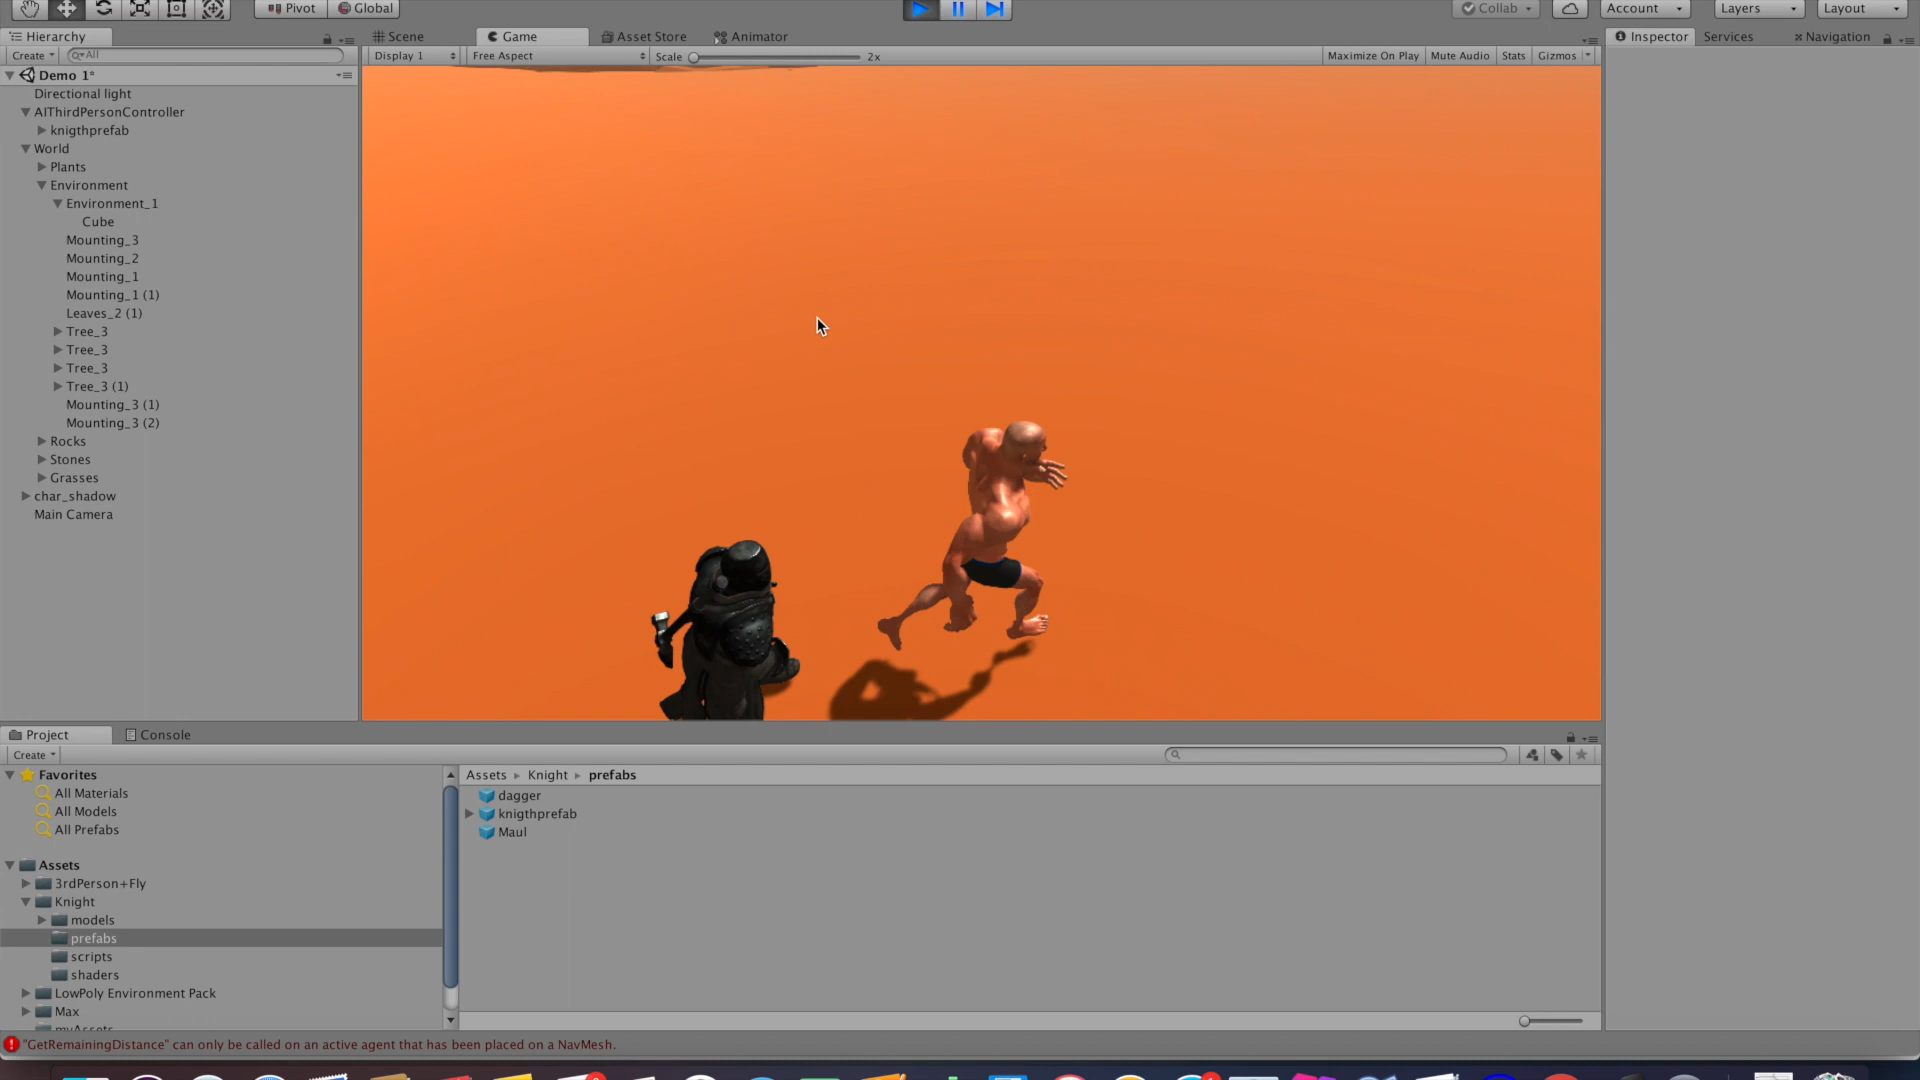 Pivot Global Collab Account Layers Layout
Hierarchy Scene Game Asset Store Animator Inspector Services Navigation
Create All Display 1 Free Aspect Scale 2x Maximize On Play Mute Audio Stats Gizmos
Demo 1*
Directional light
AIThirdPersonController
knigthprefab
World
Plants
Environment
Environment_1
Cube
Mounting_3
Mounting_2
Mounting_1
Mounting_1 (1)
Leaves_2 (1)
Tree_3
Tree_3
Tree_3
Tree_3 (1)
Mounting_3 (1)
Mounting_3 (2)
Rocks
Stones
Grasses
char_shadow
Main Camera
Project Console
Create
Favorites
All Materials
All Models
All Prefabs
Assets
3rdPerson+Fly
Knight
models
prefabs
scripts
shaders
LowPoly Environment Pack
Max
myAssets
Assets Knight prefabs
dagger
knigthprefab
Maul
"GetRemainingDistance" can only be called on an active agent that has been placed on a NavMesh.